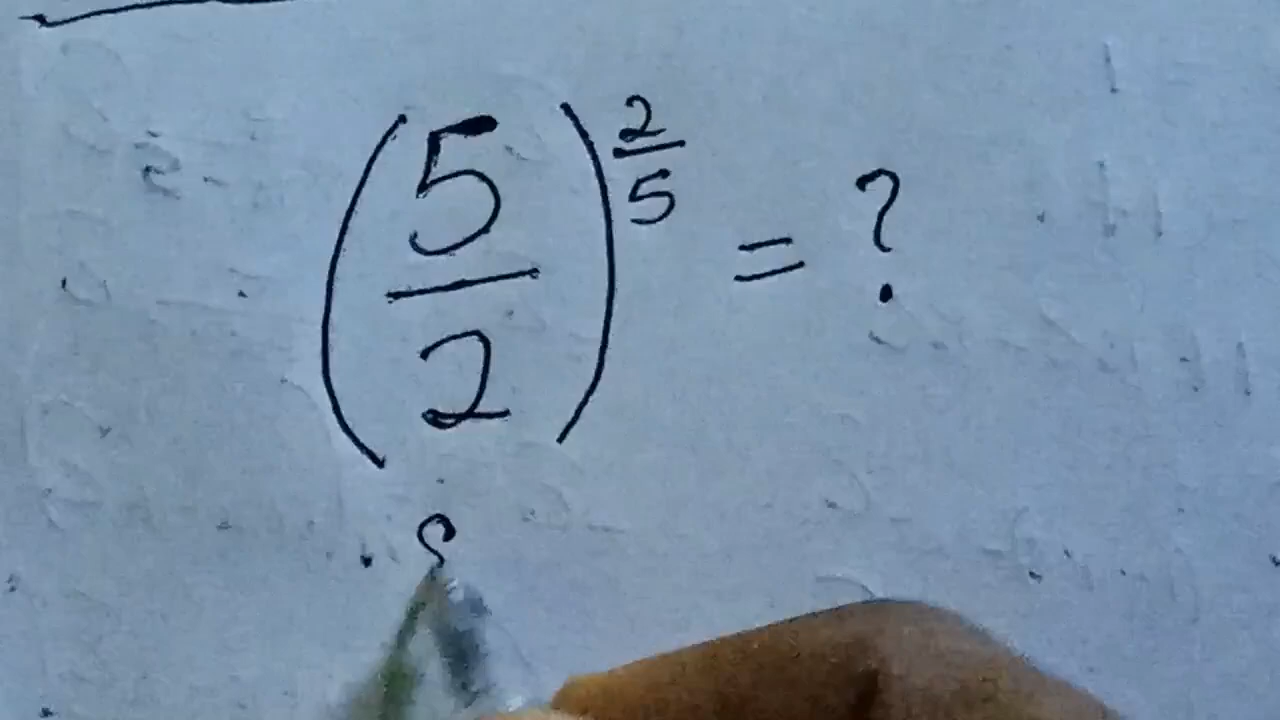 (5/2)^(2/5) = ?